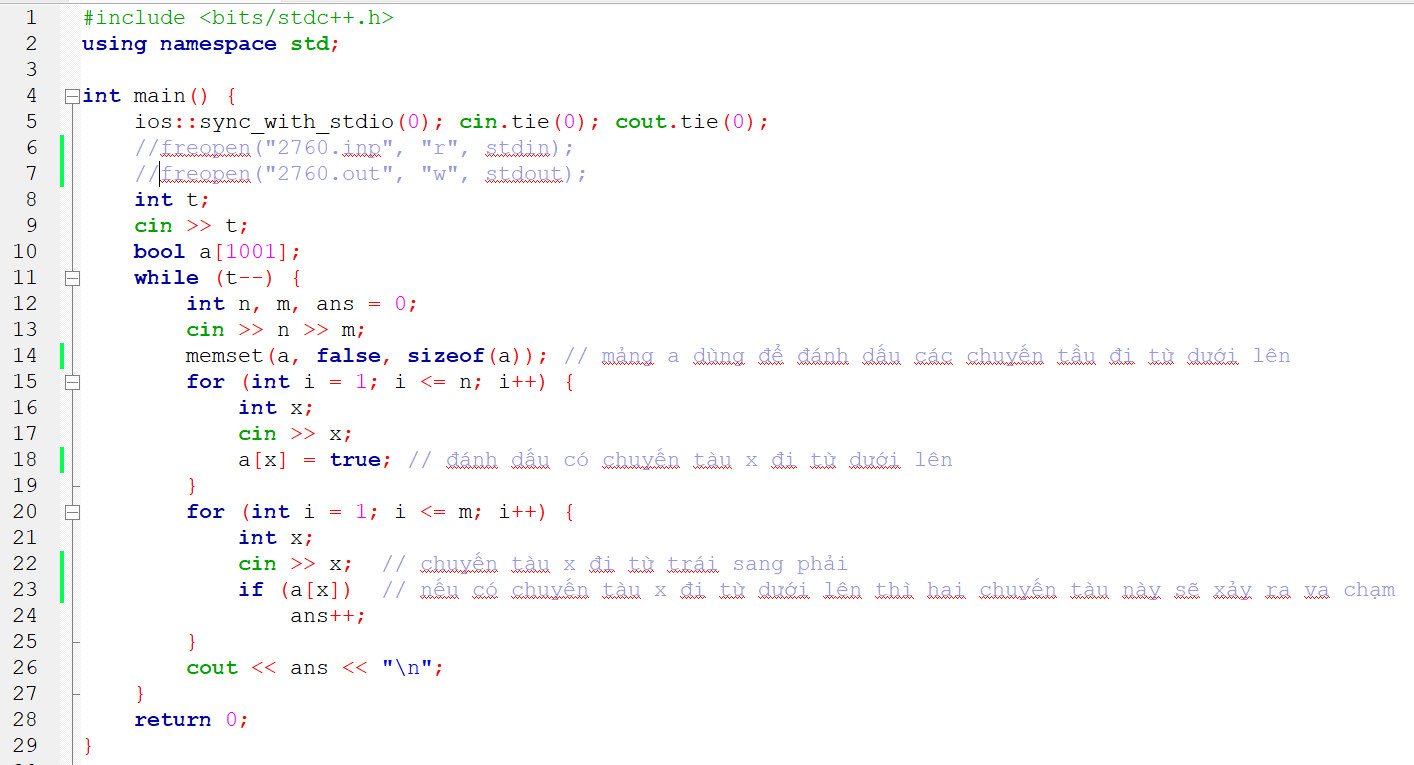 1 #include <bits/stdc++.h>
2 using namespace std;
3
4 int main() {
5     ios::sync_with_stdio(0); cin.tie(0); cout.tie(0);
6     //freopen("2760.inp", "r", stdin);
7     //freopen("2760.out", "w", stdout);
8     int t;
9     cin >> t;
10     bool a[1001];
11     while (t--) {
12         int n, m, ans = 0;
13         cin >> n >> m;
14         memset(a, false, sizeof(a)); // mảng a dùng để đánh dấu các chuyến tầu đi từ dưới lên
15         for (int i = 1; i <= n; i++) {
16             int x;
17             cin >> x;
18             a[x] = true; // đánh dấu có chuyến tàu x đi từ dưới lên
19         }
20         for (int i = 1; i <= m; i++) {
21             int x;
22             cin >> x;  // chuyến tàu x đi từ trái sang phải
23             if (a[x])  // nếu có chuyến tàu x đi từ dưới lên thì hai chuyến tàu này sẽ xảy ra va chạm
24                 ans++;
25         }
26         cout << ans << "\n";
27     }
28     return 0;
29 }